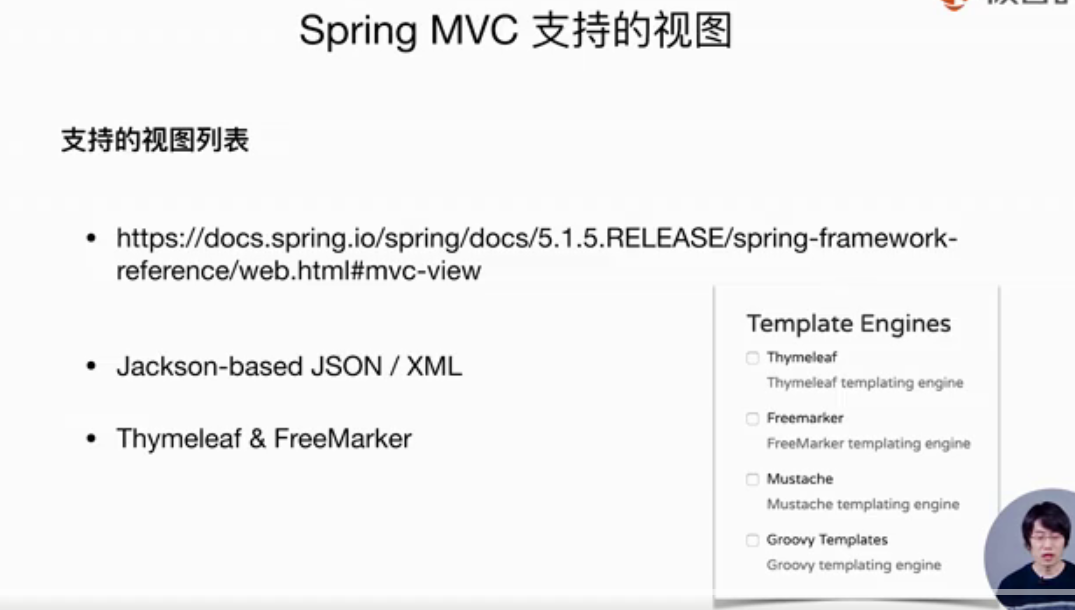 Spring MVC 支持的视图
支持的视图列表
• https://docs.spring.io/spring/docs/5.1.5.RELEASE/spring-framework-
reference/web.html#mvc-view
• Jackson-based JSON / XML
• Thymeleaf & FreeMarker
Template Engines
Thymeleaf
Thymeleaf templating engine
Freemarker
FreeMarker templating engine
Mustache
Mustache templating engine
Groovy Templates
Groovy templating engine